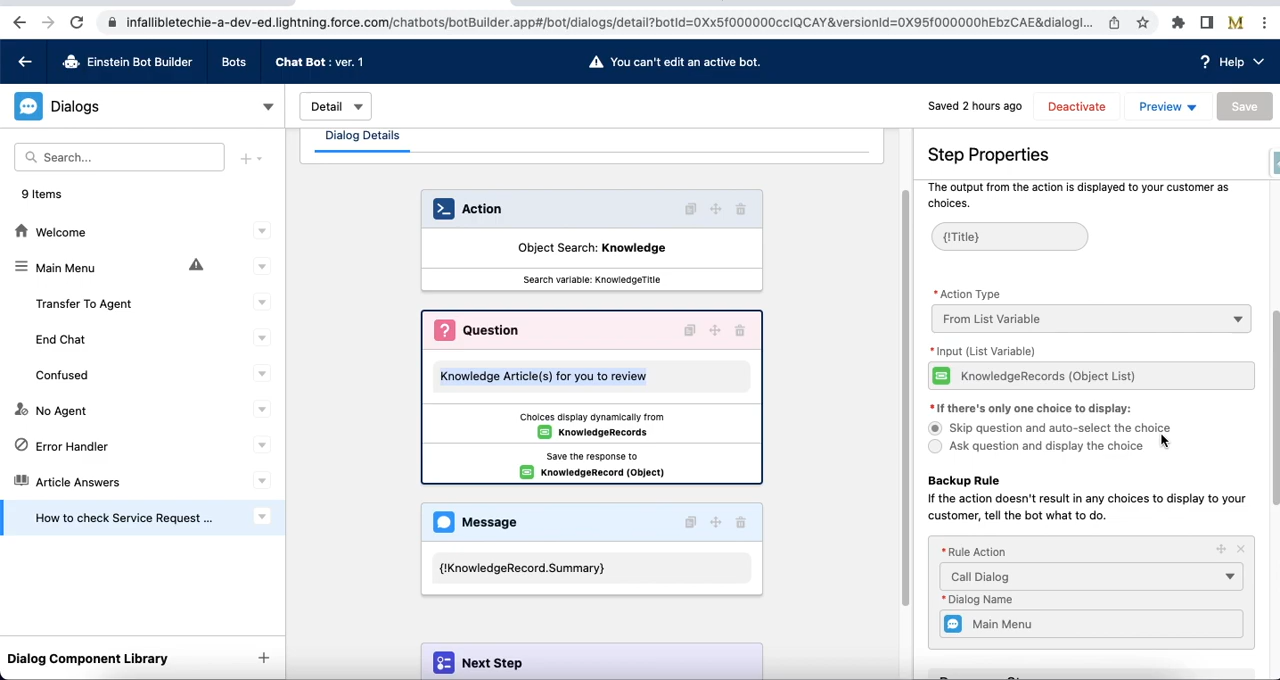 infallibletechie-a-dev-ed.lightning.force.com/chatbots/botBuilder.app#/bot/dialogs/detail?botId=0Xx5f000000cclQCAY&versionId=0X95f000000hEbzCAE&dialogI...
M
Einstein Bot Builder
Bots
Chat Bot : ver. 1
You can't edit an active bot.
? Help
Dialogs
Detail
Saved 2 hours ago
Deactivate
Preview
Save
Search...
9 Items
Welcome
Main Menu
Transfer To Agent
End Chat
Confused
No Agent
Error Handler
Article Answers
How to check Service Request ...
Dialog Component Library
Dialog Details
Action
Object Search: Knowledge
Search variable: KnowledgeTitle
? Question
Knowledge Article(s) for you to review
Choices display dynamically from
KnowledgeRecords
Save the response to
KnowledgeRecord (Object)
Message
{!KnowledgeRecord.Summary}
Next Step
Step Properties
The output from the action is displayed to your customer as
choices.
{!Title}
* Action Type
From List Variable
* Input (List Variable)
KnowledgeRecords (Object List)
* If there's only one choice to display:
Skip question and auto-select the choice
Ask question and display the choice
Backup Rule
If the action doesn't result in any choices to display to your
customer, tell the bot what to do.
* Rule Action
Call Dialog
* Dialog Name
Main Menu